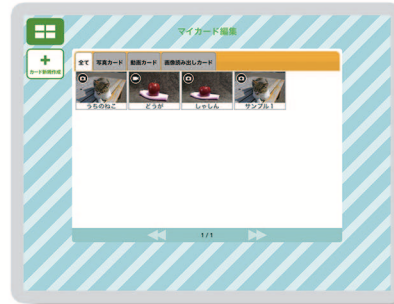 マイカード編集
カード新規作成
全て 写真カード 動画カード 画像読み出しカード
うちのねこ どうが しゃしん サンプル1
1/1